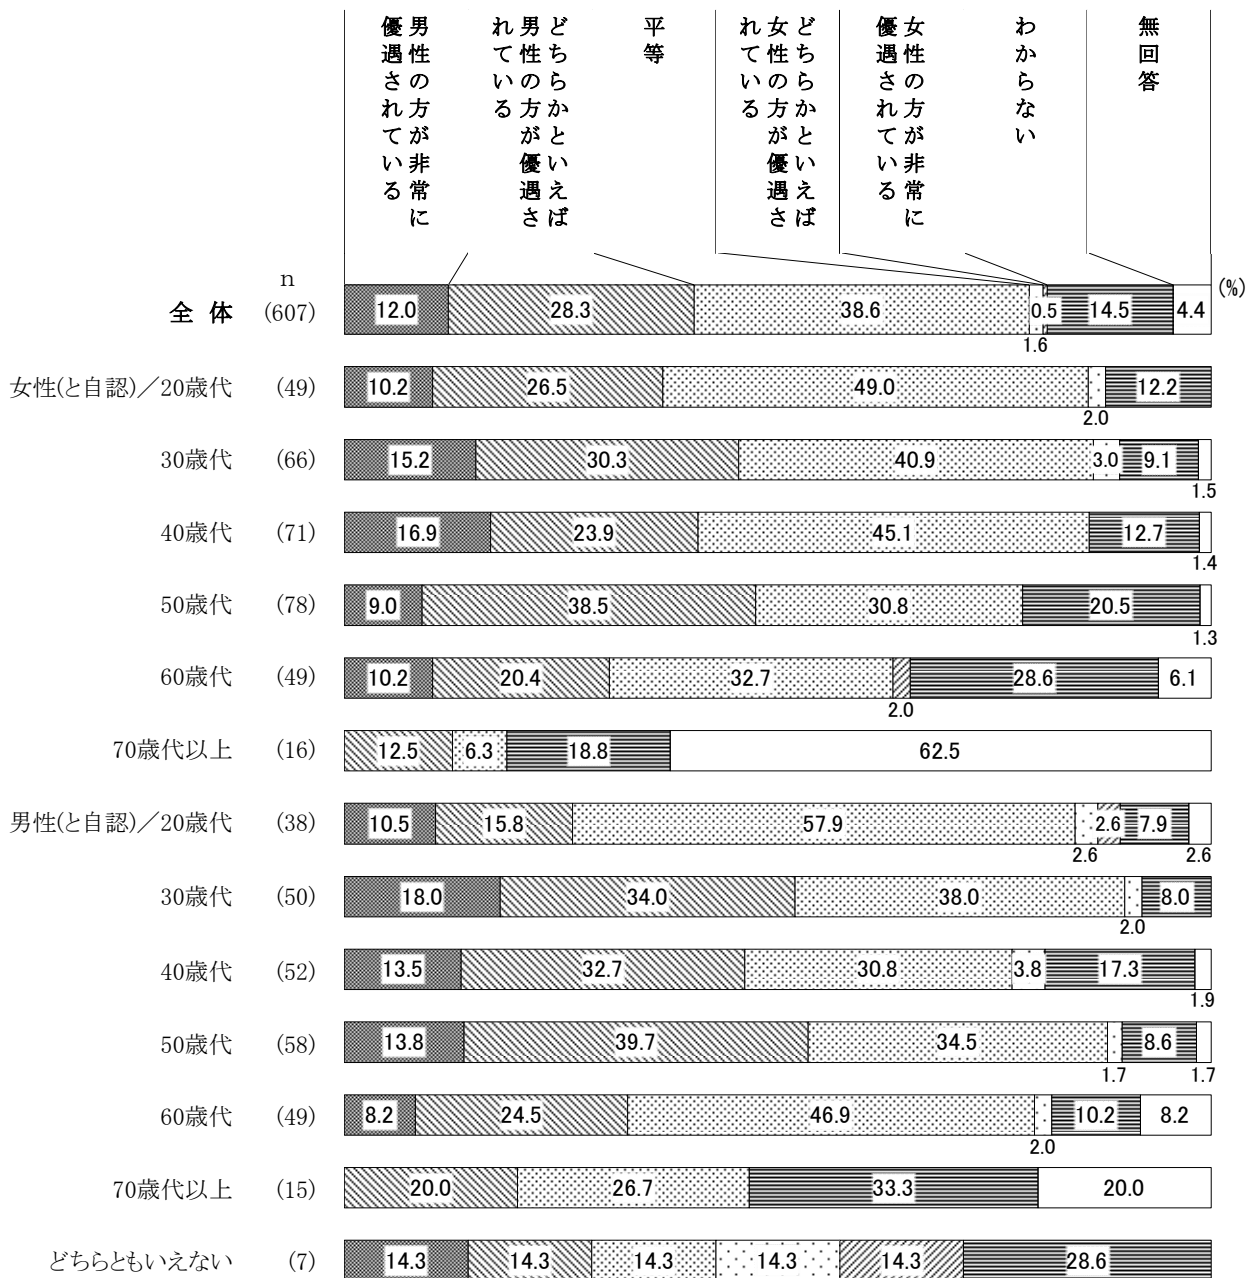 男性の方が非常に
優遇されている
どちらかといえば
男性の方が優遇さ
れている
平等
どちらかといえば
女性の方が優遇さ
れている
女性の方が非常に
優遇されている
わからない
無回答
n
(%)
全 体 (607) 12.0 28.3 38.6 1.6 0.5 14.5 4.4
女性(と自認)／20歳代 (49) 10.2 26.5 49.0 2.0 12.2
30歳代 (66) 15.2 30.3 40.9 3.0 9.1 1.5
40歳代 (71) 16.9 23.9 45.1 12.7 1.4
50歳代 (78) 9.0 38.5 30.8 20.5 1.3
60歳代 (49) 10.2 20.4 32.7 2.0 28.6 6.1
70歳代以上 (16) 12.5 6.3 18.8 62.5
男性(と自認)／20歳代 (38) 10.5 15.8 57.9 2.6 2.6 7.9 2.6
30歳代 (50) 18.0 34.0 38.0 2.0 8.0
40歳代 (52) 13.5 32.7 30.8 3.8 17.3 1.9
50歳代 (58) 13.8 39.7 34.5 1.7 8.6 1.7
60歳代 (49) 8.2 24.5 46.9 2.0 10.2 8.2
70歳代以上 (15) 20.0 26.7 33.3 20.0
どちらともいえない (7) 14.3 14.3 14.3 14.3 14.3 28.6